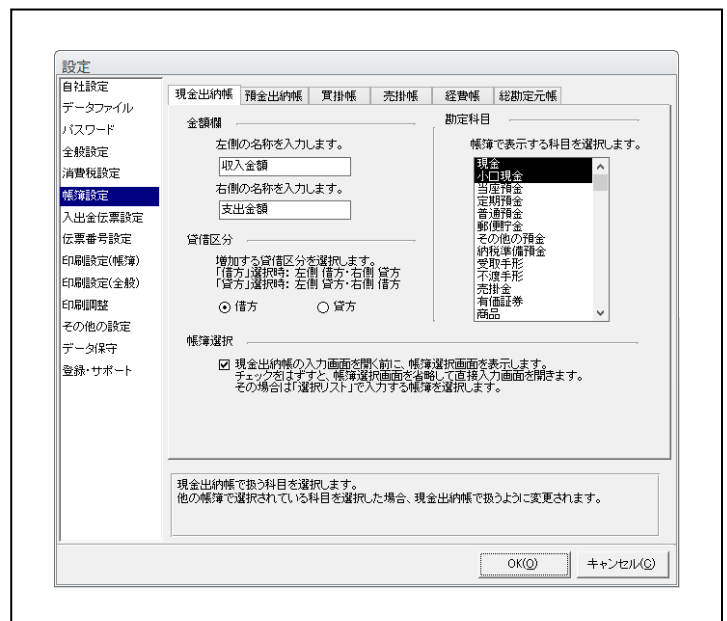 設定
自社設定
データファイル
パスワード
全般設定
消費税設定
帳簿設定
入出金伝票設定
伝票番号設定
印刷設定(帳簿)
印刷設定(全般)
印刷調整
その他の設定
データ保守
登録・サポート
現金出納帳
預金出納帳
買掛帳
売掛帳
経費帳
総勘定元帳
金額欄
左側の名称を入力します。
収入金額
右側の名称を入力します。
支出金額
貸借区分
増加する貸借区分を選択します。
「借方」選択時: 左側 借方・右側 貸方
「貸方」選択時: 左側 貸方・右側 借方
借方
貸方
勘定科目
帳簿で表示する科目を選択します。
現金
小口現金
当座預金
定期預金
普通預金
郵便貯金
その他の預金
納税準備預金
受取手形
不渡手形
売掛金
有価証券
商品
帳簿選択
現金出納帳の入力画面を開く前に、帳簿選択画面を表示します。
チェックをはずすと、帳簿選択画面を省略して直接入力画面を開きます。
その場合は「選択リスト」で入力する帳簿を選択します。
現金出納帳で扱う科目を選択します。
他の帳簿で選択されている科目を選択した場合、現金出納帳で扱うように変更されます。
OK(O)
キャンセル(C)